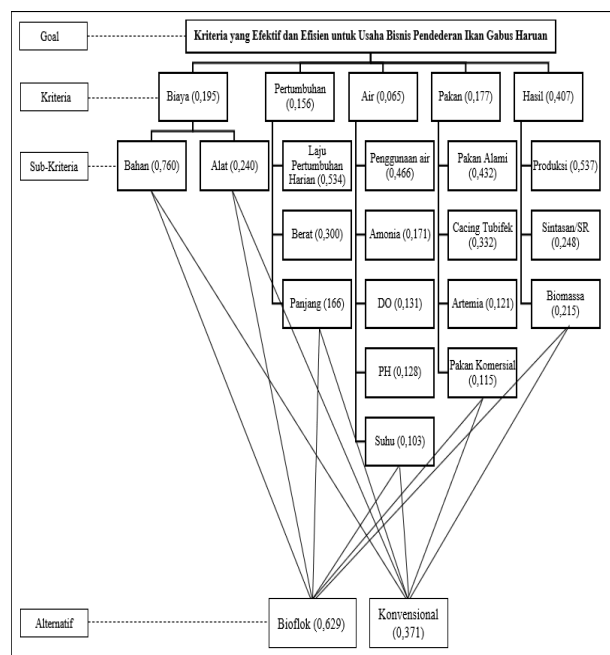 Goal
Kriteria yang Efektif dan Efisien untuk Usaha Bisnis Pendederan Ikan Gabus Haruan
Kriteria
Biaya (0,195)
Pertumbuhan
(0,156)
Air (0,065)
Pakan (0,177)
Hasil (0,407)
Sub-Kriteria
Bahan (0,760)
Alat (0,240)
Laju
Pertumbuhan
Harian (0,534)
Penggunaan air
(0,466)
Pakan Alami
(0,432)
Produksi (0,537)
Berat (0,300)
Amonia (0,171)
Cacing Tubifek
(0,332)
Sintasan/SR
(0,248)
Panjang (166)
DO (0,131)
Artemia (0,121)
Biomassa
(0,215)
PH (0,128)
Pakan Komersial
(0,115)
Suhu (0,103)
Alternatif
Bioflok (0,629)
Konvensional
(0,371)